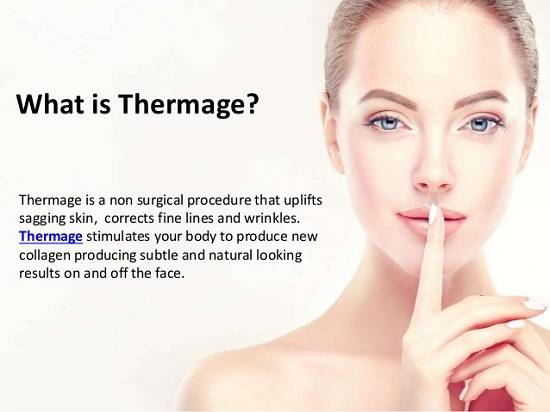 What is Thermage?
Thermage is a non surgical procedure that uplifts
sagging skin, corrects fine lines and wrinkles.
Thermage stimulates your body to produce new
collagen producing subtle and natural looking
results on and off the face.